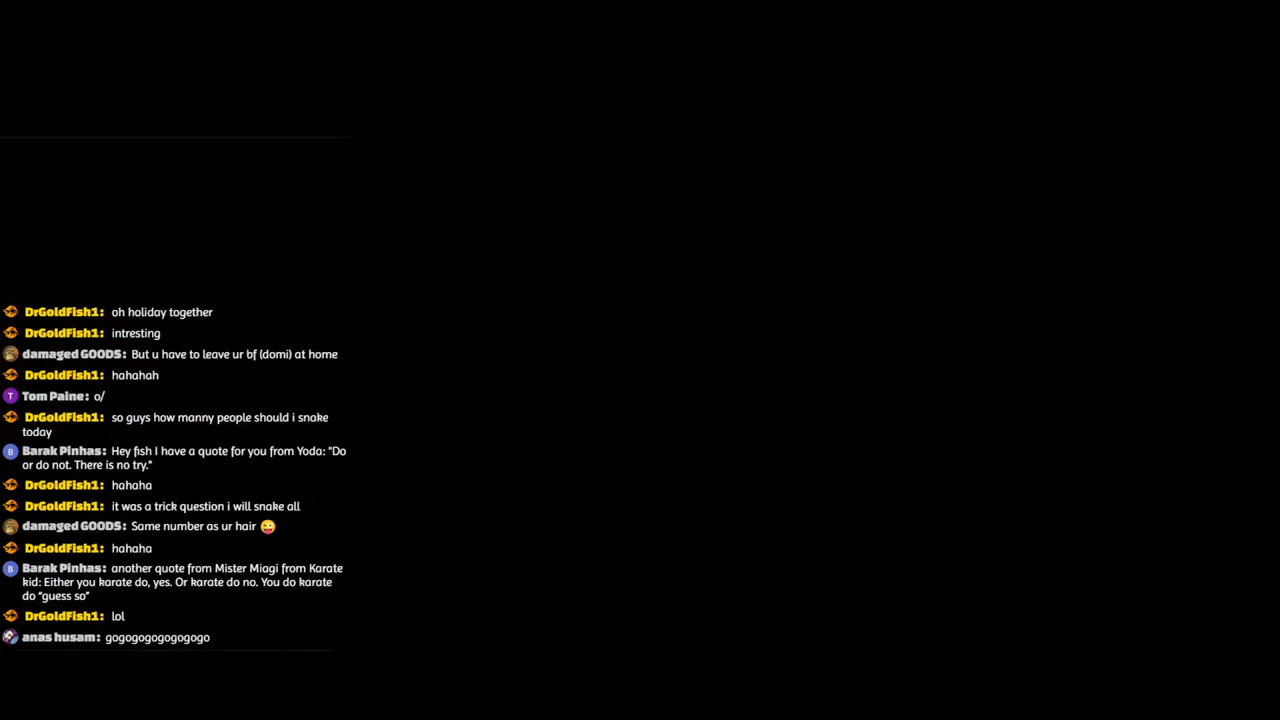 DrGoldFish1: oh holiday together
DrGoldFish1: intresting
damaged GOODS: But u have to leave ur bf (domi) at home
DrGoldFish1: hahahah
T Tom Paine: o/
DrGoldFish1: so guys how manny people should i snake
today
B Barak Pinhas: Hey fish I have a quote for you from Yoda: "Do
or do not. There is no try."
DrGoldFish1: hahaha
DrGoldFish1: it was a trick question i will snake all
damaged GOODS: Same number as ur hair 😜
DrGoldFish1: hahaha
B Barak Pinhas: another quote from Mister Miagi from Karate
kid: Either you karate do, yes. Or karate do no. You do karate
do “guess so”
DrGoldFish1: lol
anas husam: gogogogogogogogo